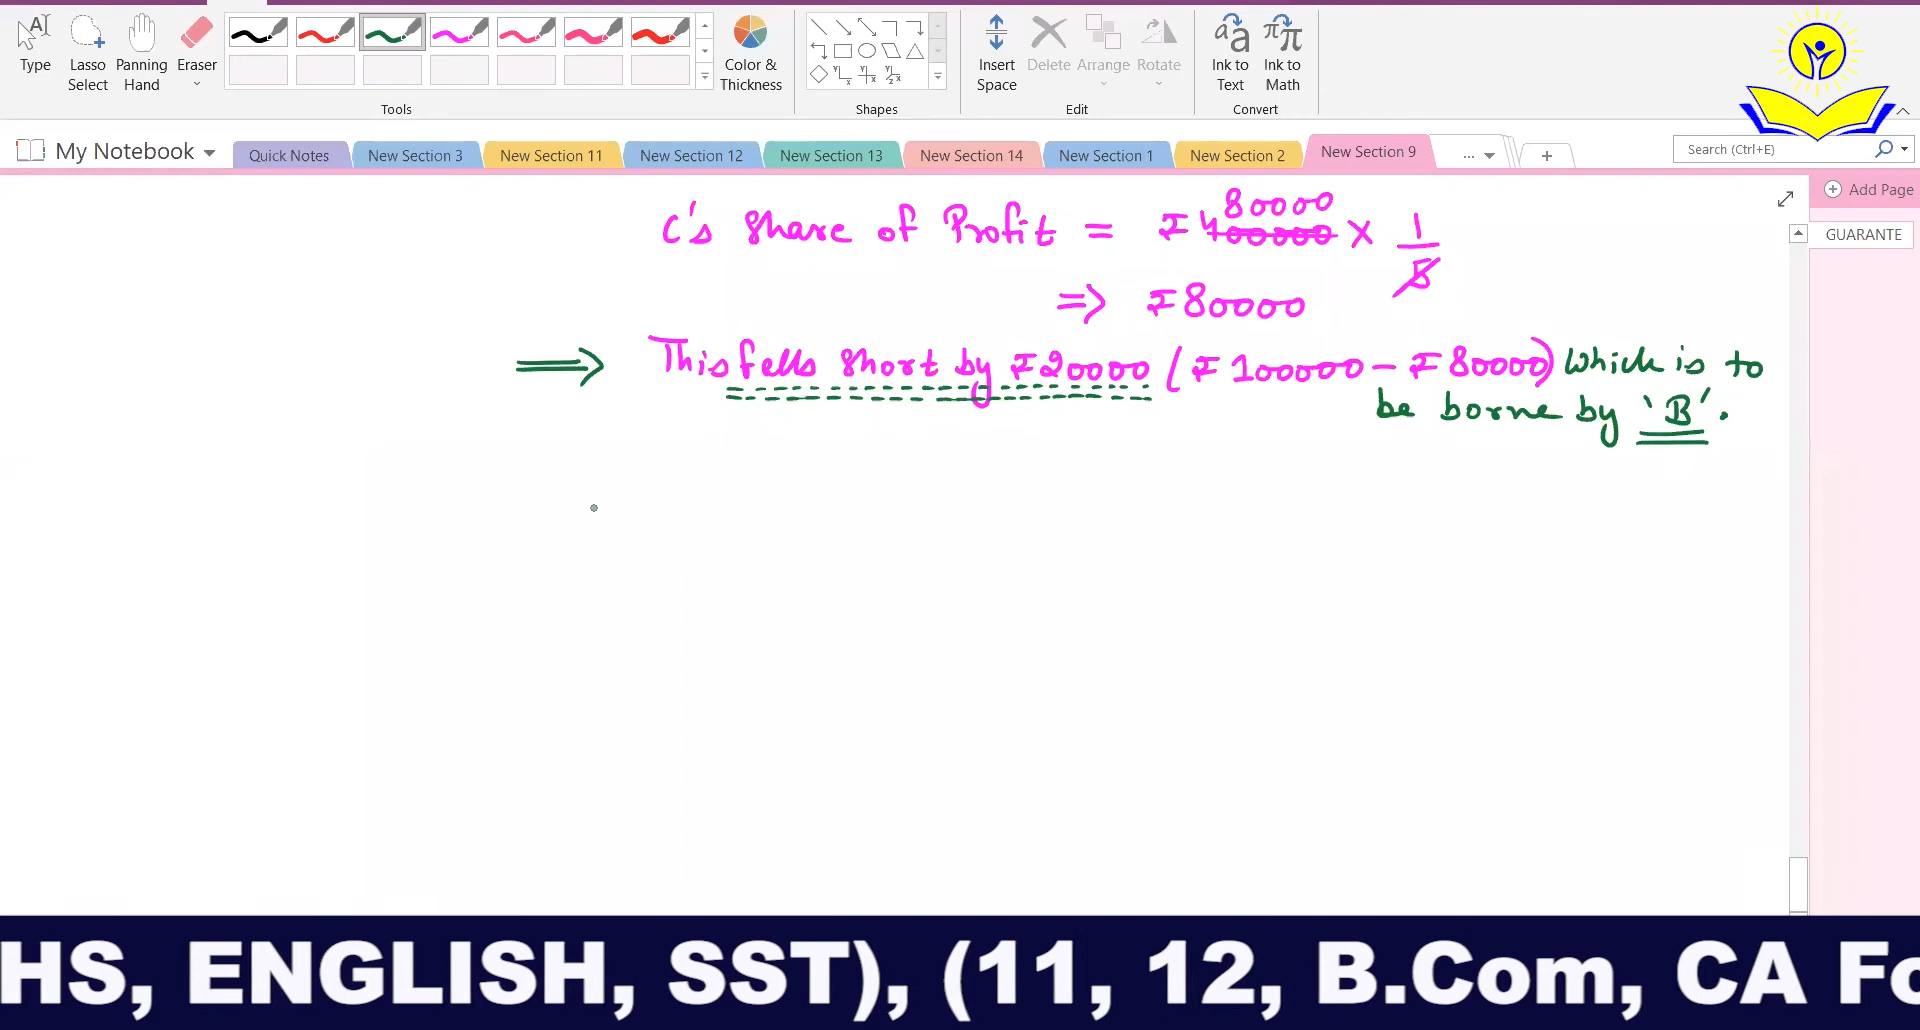 Type
Lasso Select
Panning Hand
Eraser
Color & Thickness
Insert Space
Delete
Arrange
Rotate
Ink to Text
Ink to Math
Tools
Shapes
Edit
Convert
My Notebook
Quick Notes
New Section 3
New Section 11
New Section 12
New Section 13
New Section 14
New Section 1
New Section 2
New Section 9
...
Search (Ctrl+E)
Add Page
GUARANTE
80000
C's Share of Profit = ₹400000 × 1/5
=> ₹80000
This fells short by ₹20000 (₹100000 - ₹80000) which is to
be borne by 'B'.
HS, ENGLISH, SST), (11, 12, B.Com, CA Fo